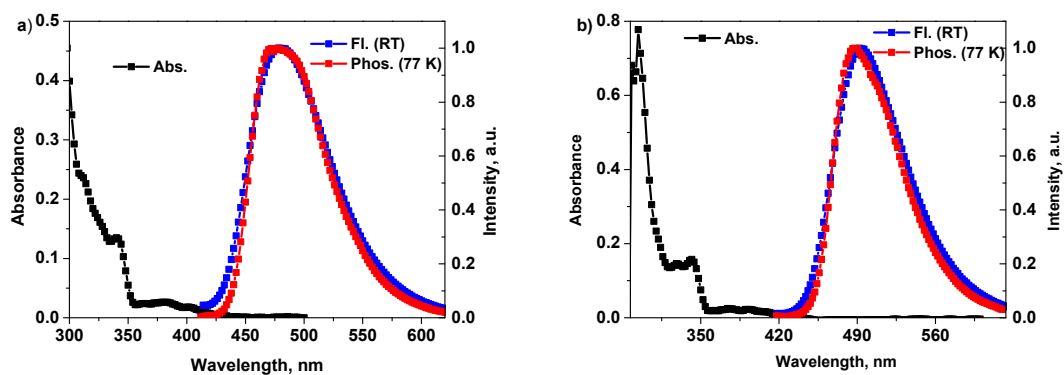 a)
Abs.
Fl. (RT)
Phos. (77 K)
Absorbance
0.5
0.4
0.3
0.2
0.1
0.0
Intensity, a.u.
1.0
0.8
0.6
0.4
0.2
0.0
300 350 400 450 500 550 600
Wavelength, nm
b)
Abs.
Fl. (RT)
Phos. (77 K)
Absorbance
0.8
0.6
0.4
0.2
0.0
Intensity, a.u.
1.0
0.8
0.6
0.4
0.2
0.0
350 420 490 560
Wavelength, nm